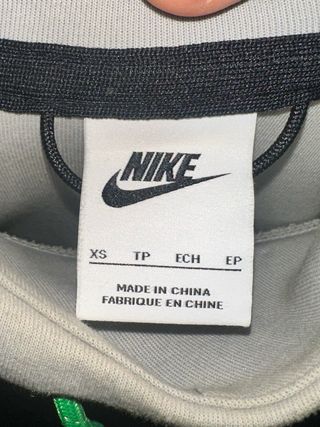 NIKE
XS TP ECH EP
MADE IN CHINA
FABRIQUE EN CHINE